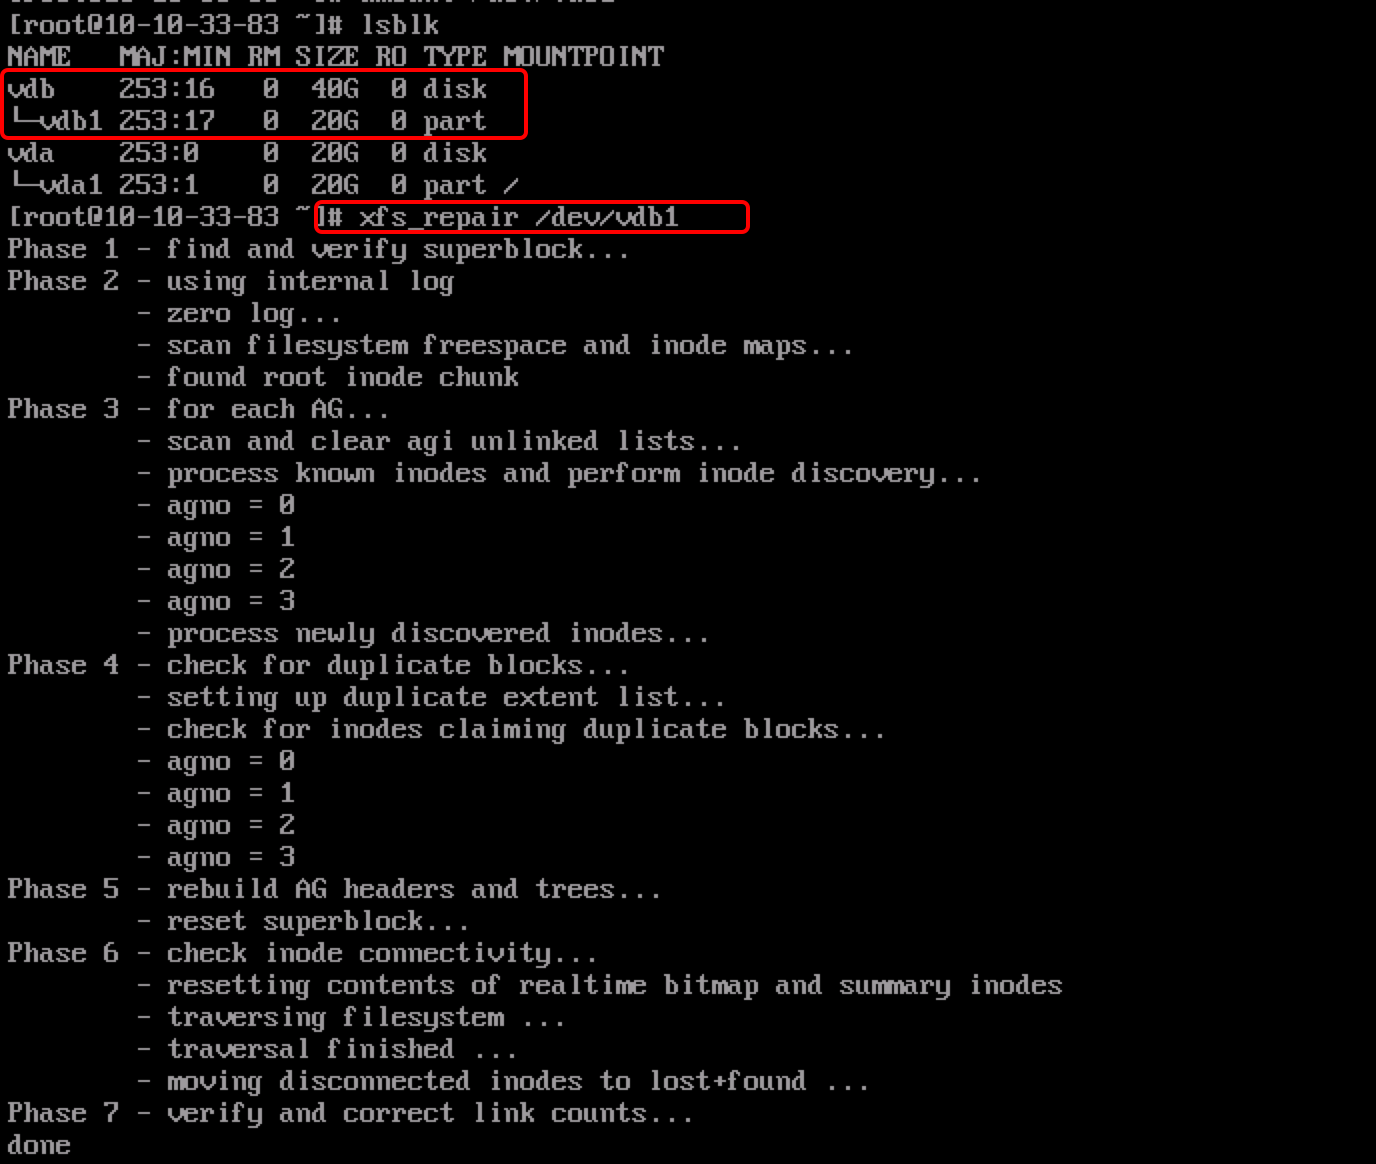 [root@10-10-33-83 ~]# lsblk
NAME   MAJ:MIN RM SIZE RO TYPE MOUNTPOINT
vdb    253:16   0  40G  0 disk
└─vdb1 253:17   0  20G  0 part
vda    253:0    0  20G  0 disk
└─vda1 253:1    0  20G  0 part /
[root@10-10-33-83 ~]# xfs_repair /dev/vdb1
Phase 1 - find and verify superblock...
Phase 2 - using internal log
        - zero log...
        - scan filesystem freespace and inode maps...
        - found root inode chunk
Phase 3 - for each AG...
        - scan and clear agi unlinked lists...
        - process known inodes and perform inode discovery...
        - agno = 0
        - agno = 1
        - agno = 2
        - agno = 3
        - process newly discovered inodes...
Phase 4 - check for duplicate blocks...
        - setting up duplicate extent list...
        - check for inodes claiming duplicate blocks...
        - agno = 0
        - agno = 1
        - agno = 2
        - agno = 3
Phase 5 - rebuild AG headers and trees...
        - reset superblock...
Phase 6 - check inode connectivity...
        - resetting contents of realtime bitmap and summary inodes
        - traversing filesystem ...
        - traversal finished ...
        - moving disconnected inodes to lost+found ...
Phase 7 - verify and correct link counts...
done